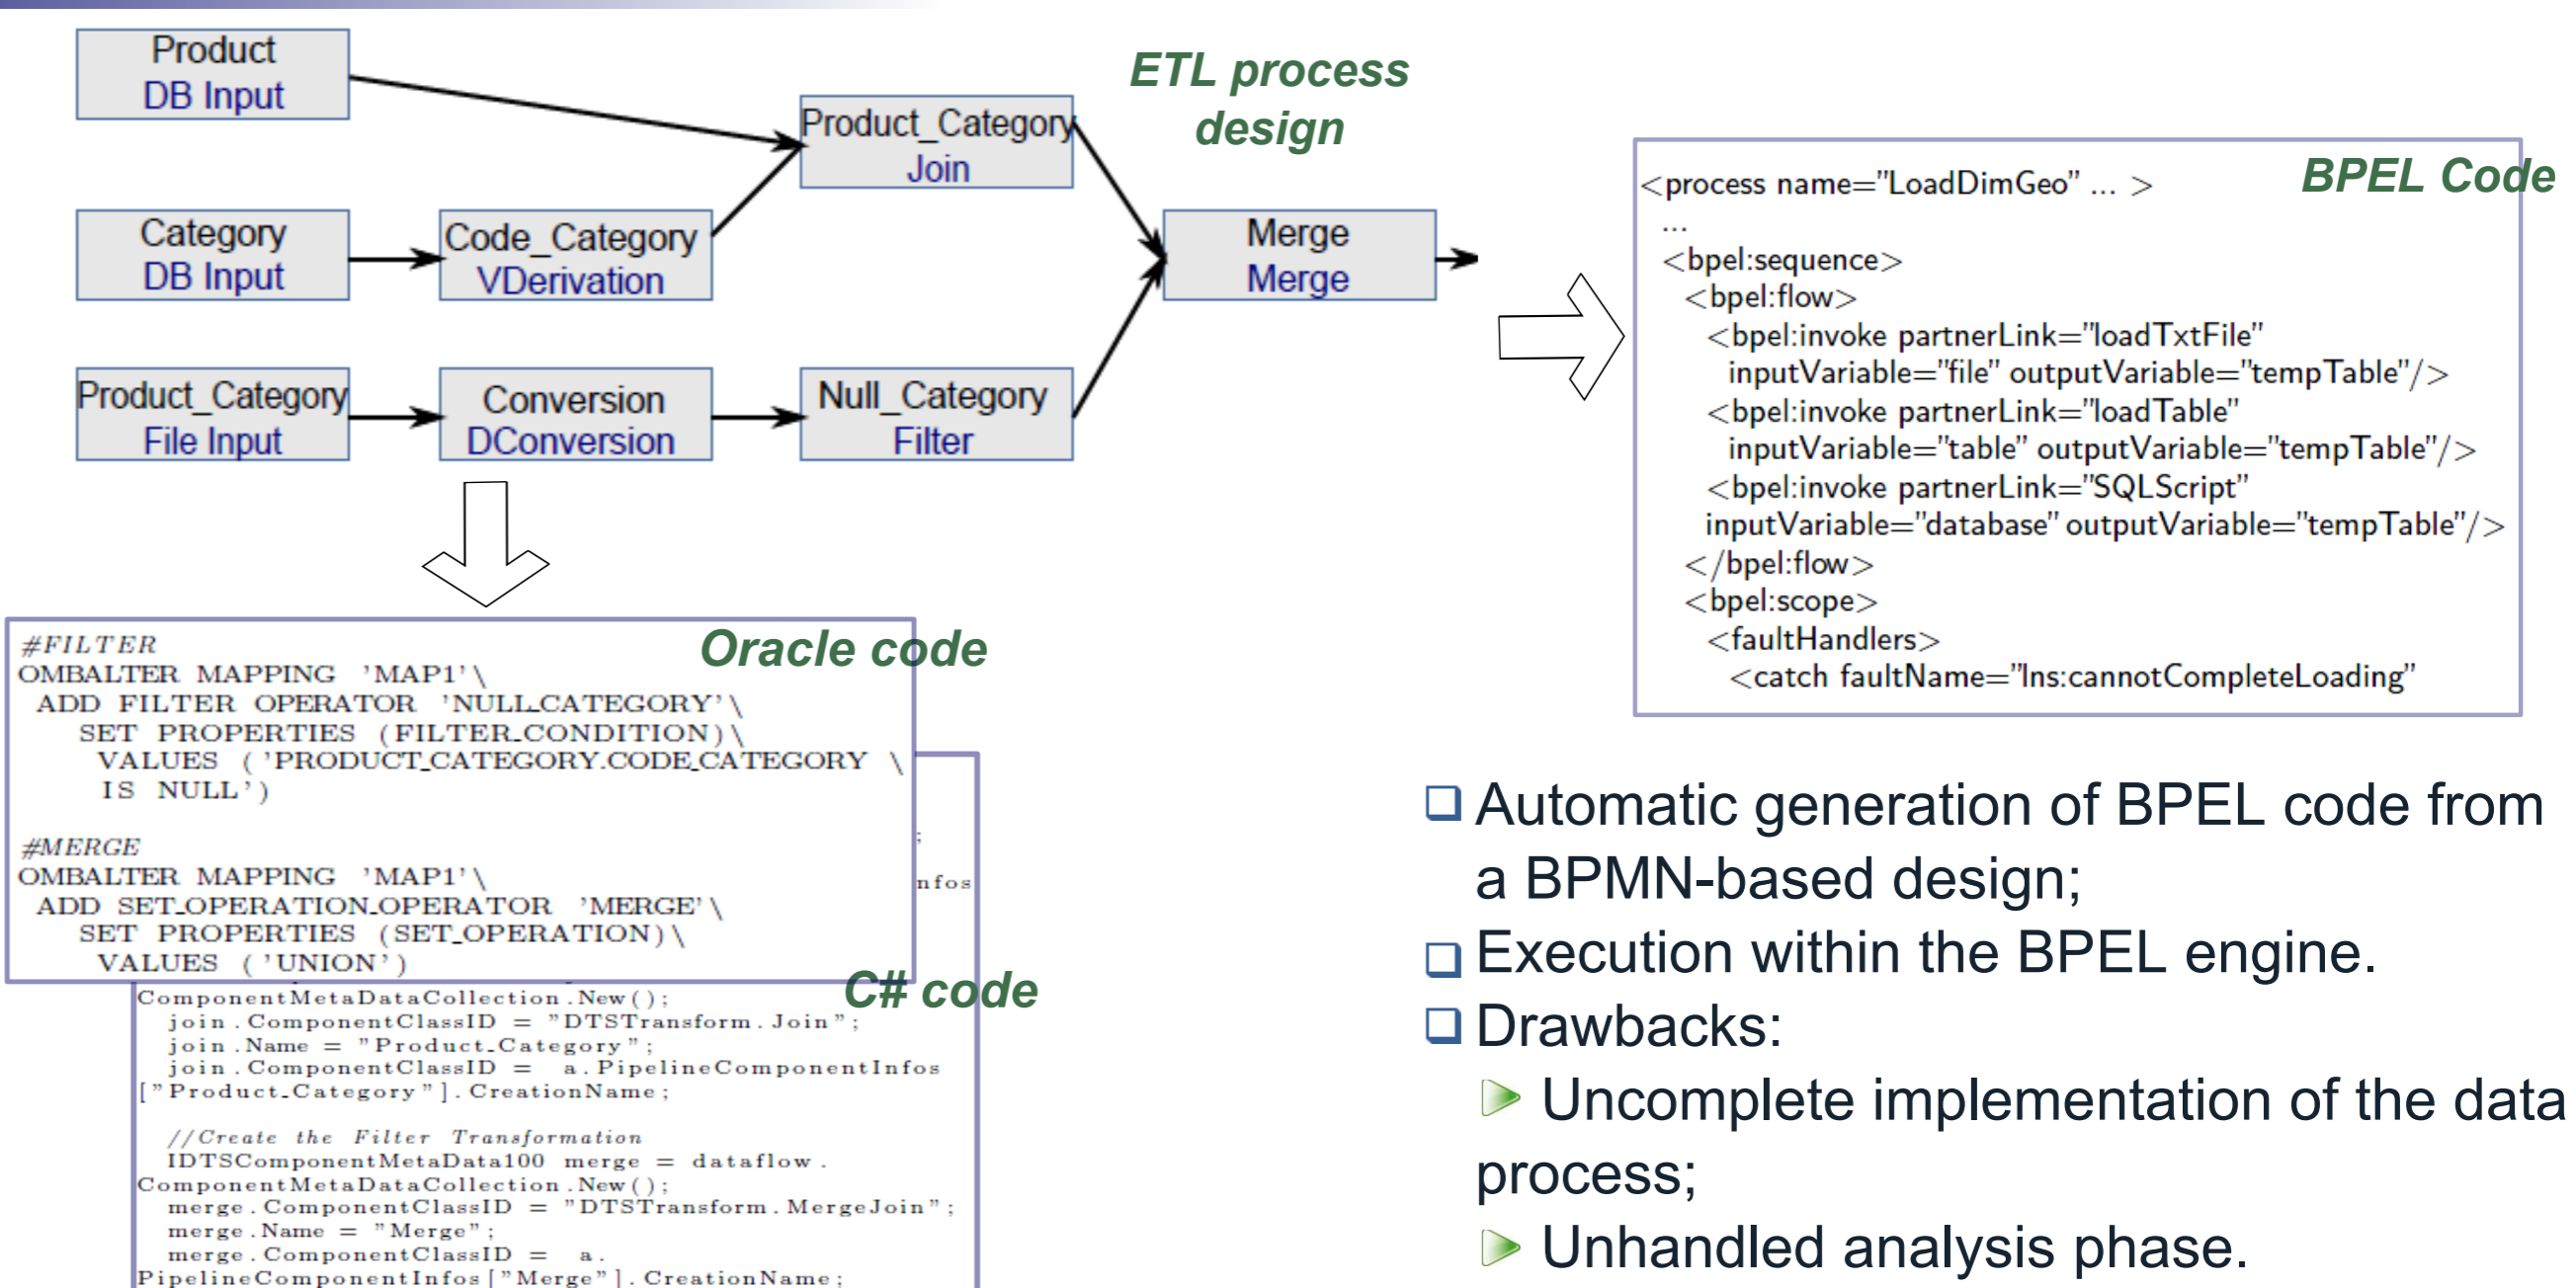 Product
DB Input
Category
DB Input
Code_Category
VDerivation
Product_Category
Join
Product_Category
File Input
Conversion
DConversion
Null_Category
Filter
Merge
Merge
ETL process
design
BPEL Code
<process name="LoadDimGeo" ... >
...
<bpel:sequence>
<bpel:flow>
<bpel:invoke partnerLink="loadTxtFile"
inputVariable="file" outputVariable="tempTable"/>
<bpel:invoke partnerLink="loadTable"
inputVariable="table" outputVariable="tempTable"/>
<bpel:invoke partnerLink="SQLScript"
inputVariable="database" outputVariable="tempTable"/>
</bpel:flow>
<bpel:scope>
<faultHandlers>
<catch faultName="lns:cannotCompleteLoading"
Oracle code
#FILTER
OMBALTER MAPPING 'MAP1'\
ADD FILTER OPERATOR 'NULL_CATEGORY'\
SET PROPERTIES (FILTER_CONDITION)\
VALUES ('PRODUCT_CATEGORY.CODE_CATEGORY \
IS NULL')
#MERGE
OMBALTER MAPPING 'MAP1'\
ADD SET_OPERATION_OPERATOR 'MERGE'\
SET PROPERTIES (SET_OPERATION)\
VALUES ('UNION')
;
nfos
C# code
ComponentMetaDataCollection.New();
join.ComponentClassID = "DTSTransform.Join";
join.Name = "Product_Category";
join.ComponentClassID = a.PipelineComponentInfos
["Product_Category"].CreationName;
//Create the Filter Transformation
IDTSComponentMetaData100 merge = dataflow.
ComponentMetaDataCollection.New();
merge.ComponentClassID = "DTSTransform.MergeJoin";
merge.Name = "Merge";
merge.ComponentClassID = a.
PipelineComponentInfos["Merge"].CreationName;
Automatic generation of BPEL code from
a BPMN-based design;
Execution within the BPEL engine.
Drawbacks:
Uncomplete implementation of the data
process;
Unhandled analysis phase.